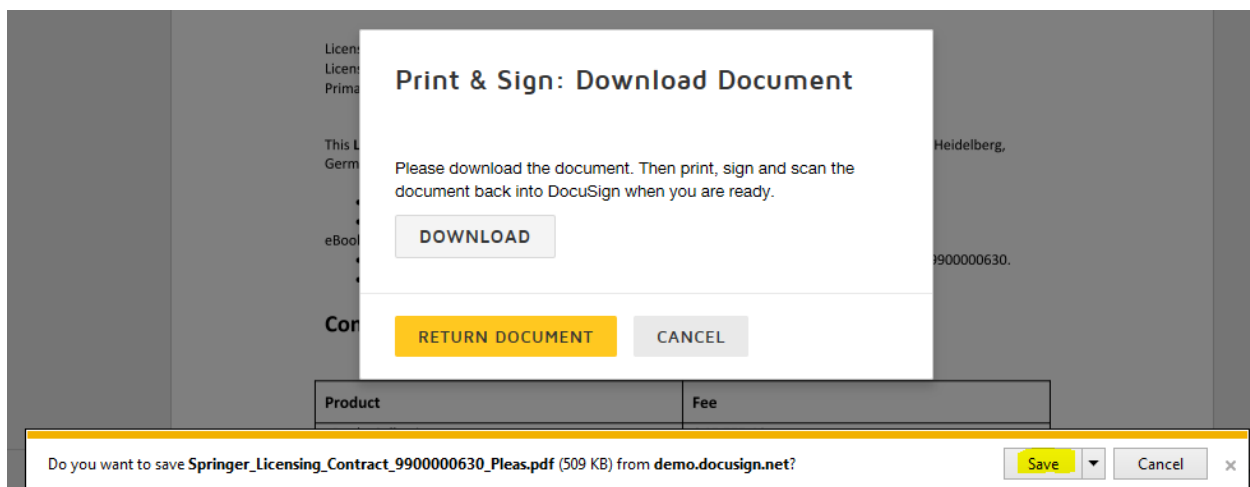 Licens
Licens
Prima
Print & Sign: Download Document
This L
Heidelberg,
Germ
Please download the document. Then print, sign and scan the
document back into DocuSign when you are ready.
eBool
DOWNLOAD
9900000630.
Con
RETURN DOCUMENT CANCEL
Product Fee
Do you want to save Springer_Licensing_Contract_9900000630_Pleas.pdf (509 KB) from demo.docusign.net? Save Cancel ×